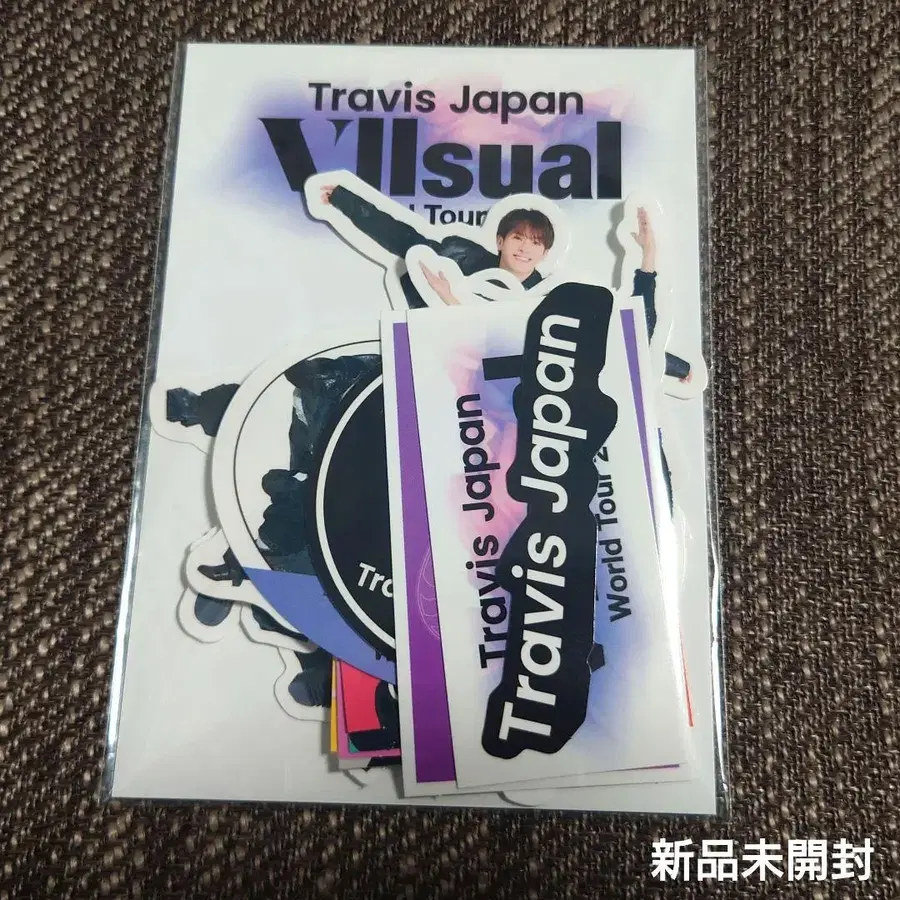 Travis Japan
VIIsual
Tour
Travis Japan
World Tour 2
Travis Japan
Tra
新品未開封